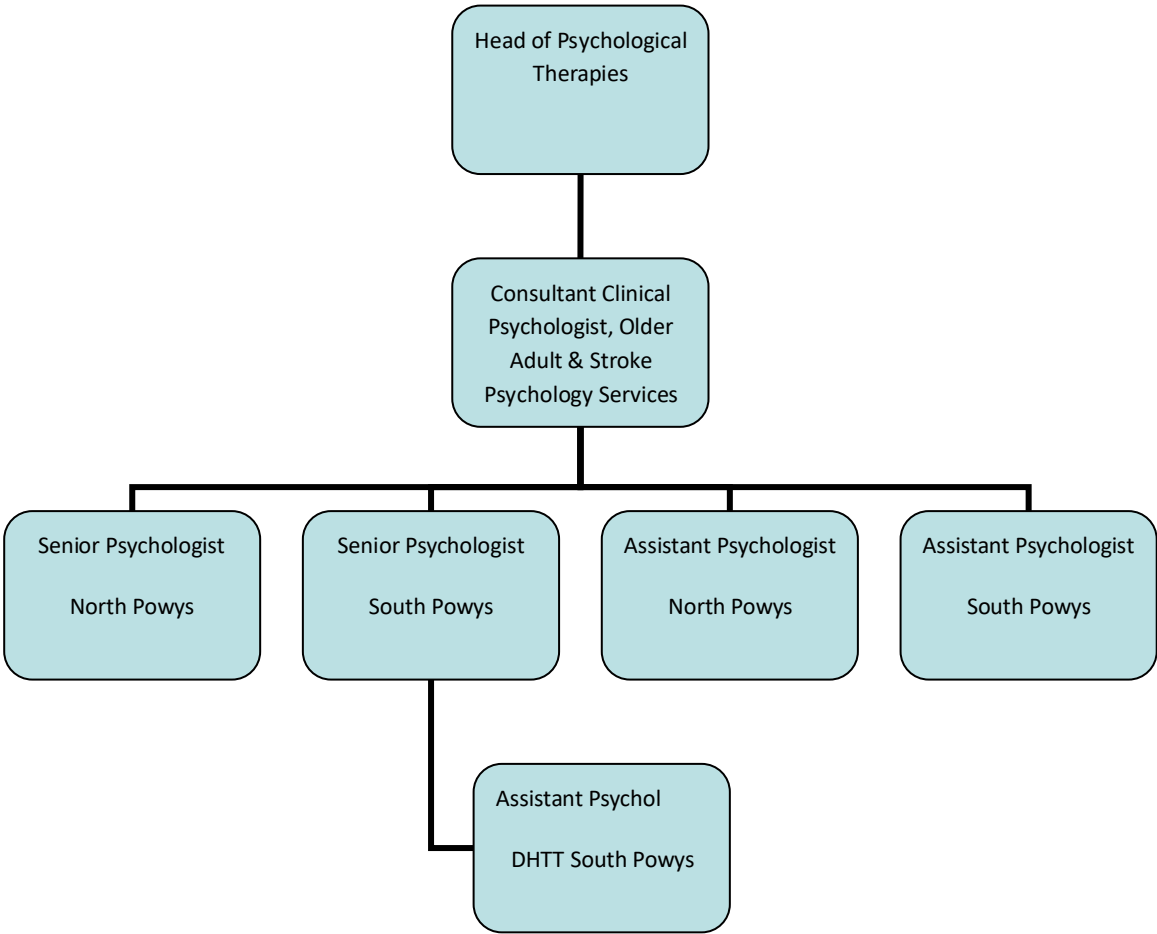 Head of Psychological
Therapies
Consultant Clinical
Psychologist, Older
Adult & Stroke
Psychology Services
Senior Psychologist
North Powys
Senior Psychologist
South Powys
Assistant Psychologist
North Powys
Assistant Psychologist
South Powys
Assistant Psychol
DHTT South Powys